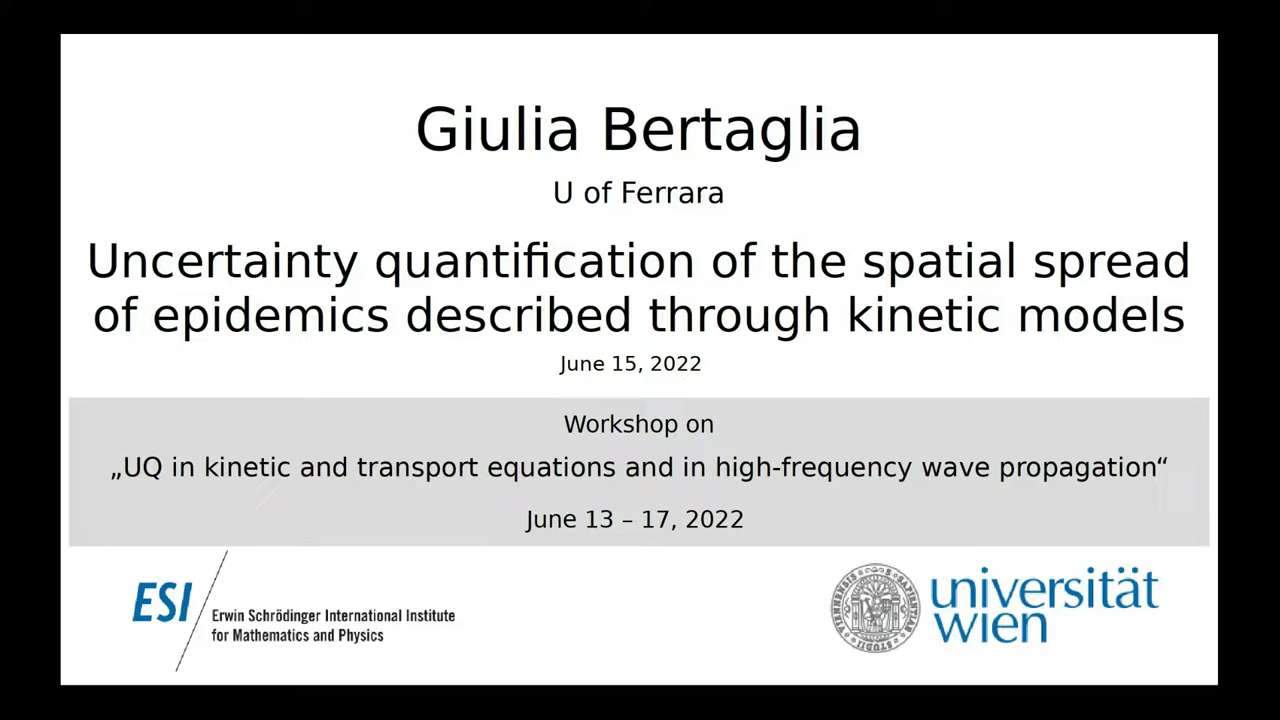 Giulia Bertaglia
U of Ferrara
Uncertainty quantification of the spatial spread
of epidemics described through kinetic models
June 15, 2022
Workshop on
„UQ in kinetic and transport equations and in high-frequency wave propagation“
June 13 – 17, 2022
ESI
Erwin Schrödinger International Institute
for Mathematics and Physics
universität
wien